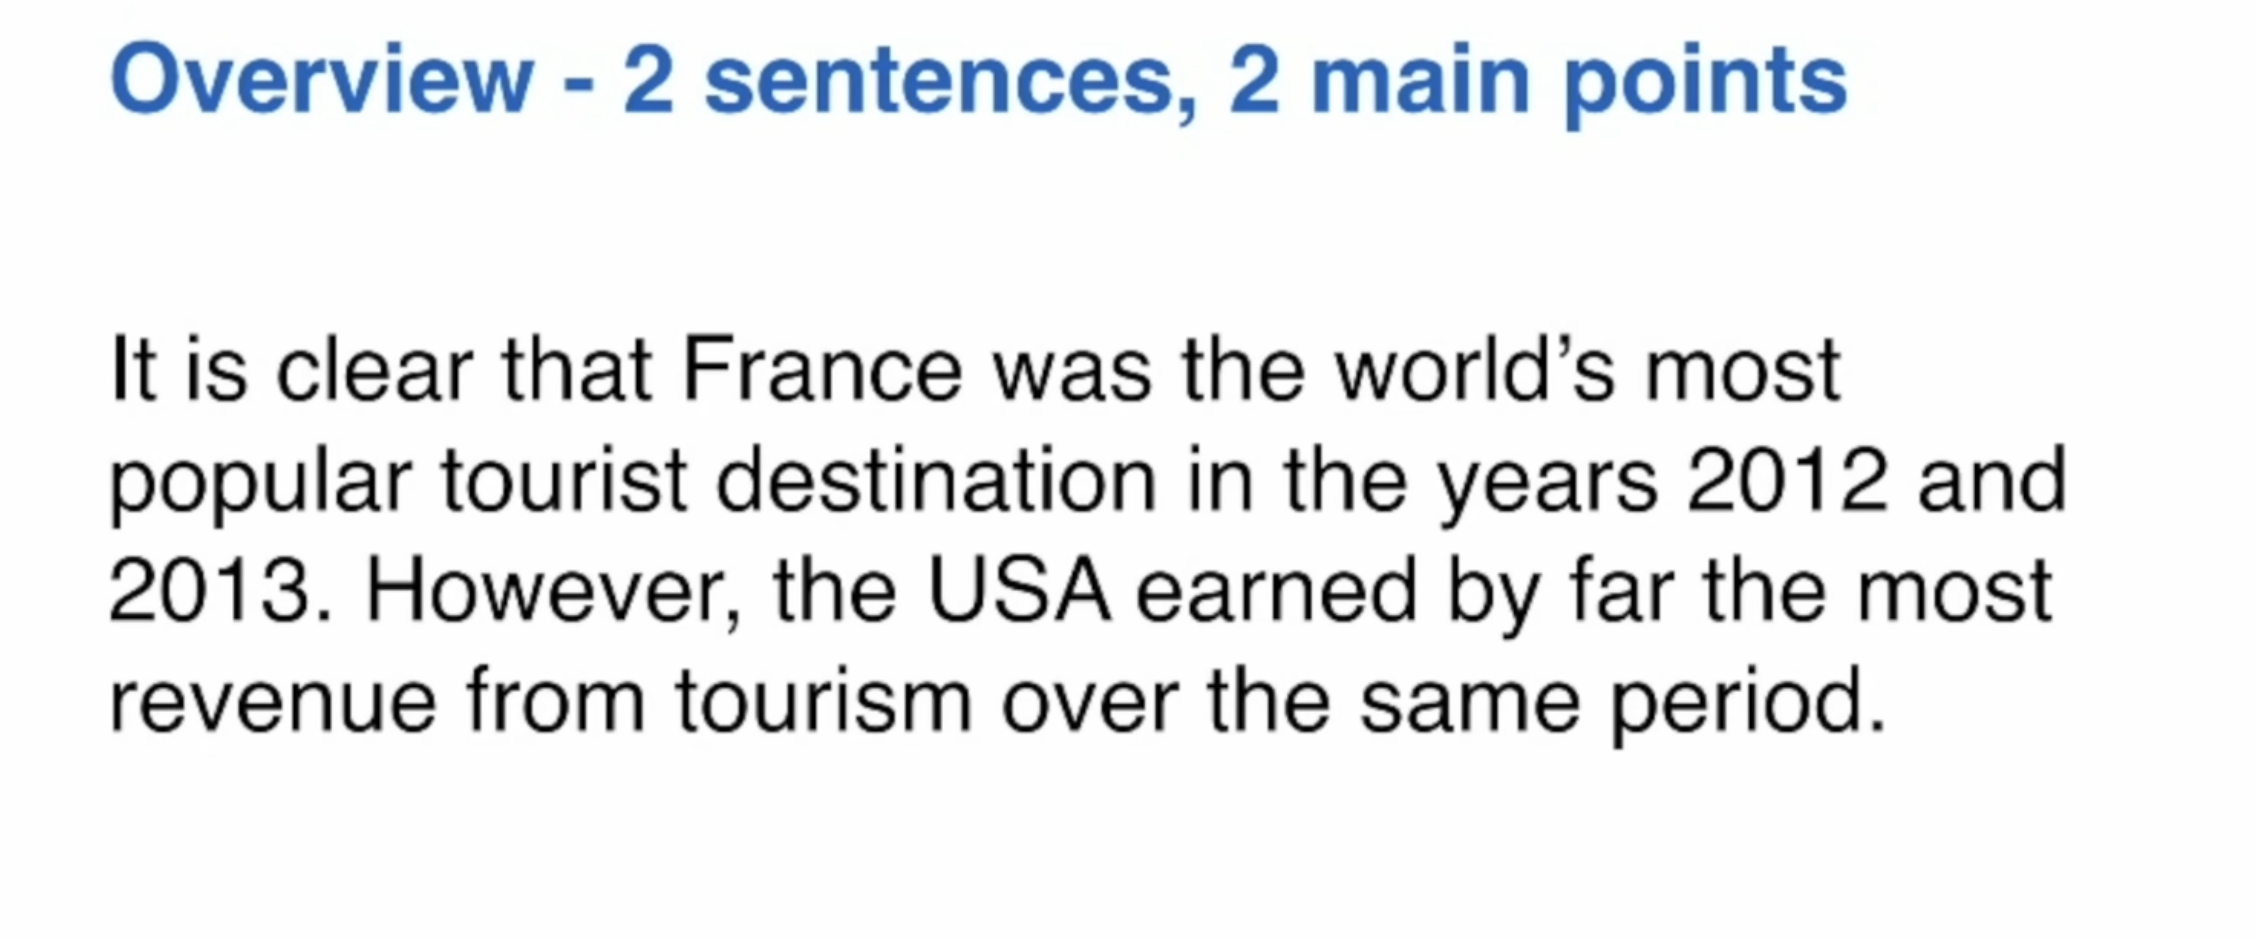 Overview - 2 sentences, 2 main points
It is clear that France was the world’s most
popular tourist destination in the years 2012 and
2013. However, the USA earned by far the most
revenue from tourism over the same period.